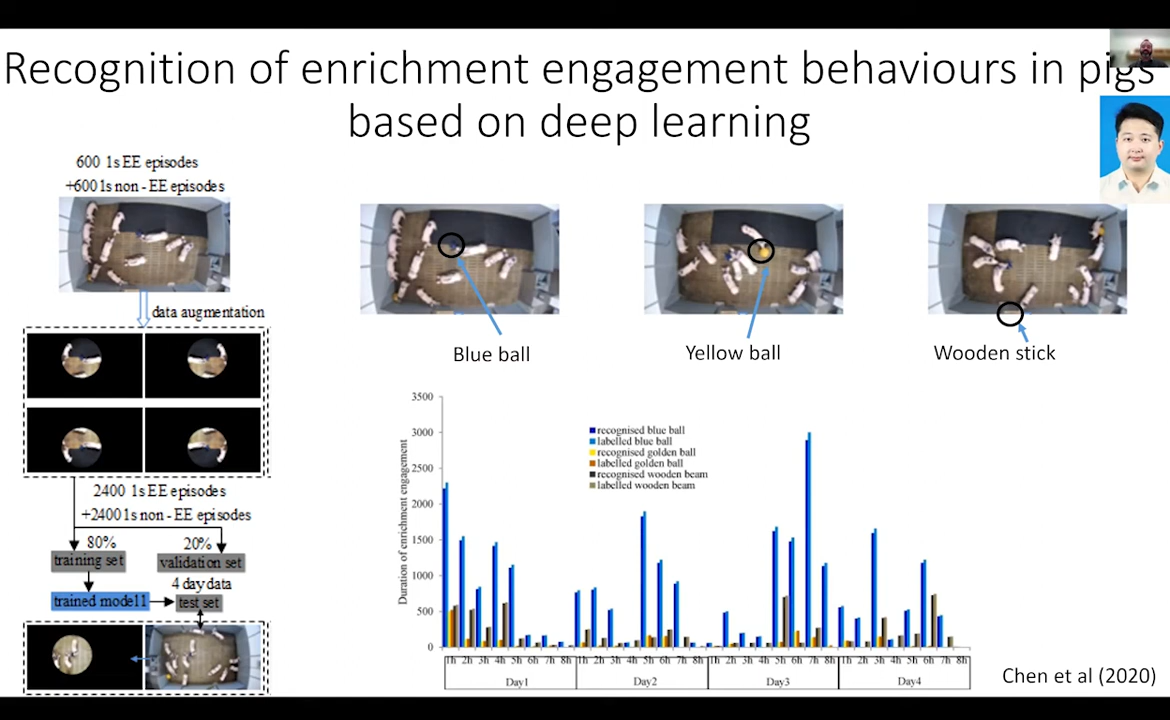 Recognition of enrichment engagement behaviours in pigs
based on deep learning
600 1s EE episodes
+600 1s non - EE episodes
data augmentation
2400 1s EE episodes
+2400 1s non - EE episodes
80%
20%
training set
validation set
4 day data
trained model1
test set
Blue ball
Yellow ball
Wooden stick
3500
3000
2500
2000
1500
1000
500
0
Duration of enrichment engagement
recognised blue ball
labelled blue ball
recognised golden ball
labelled golden ball
recognised wooden beam
labelled wooden beam
1h 2h 3h 4h 5h 6h 7h 8h 1h 2h 3h 4h 5h 6h 7h 8h 1h 2h 3h 4h 5h 6h 7h 8h 1h 2h 3h 4h 5h 6h 7h 8h
Day1 Day2 Day3 Day4
Chen et al (2020)